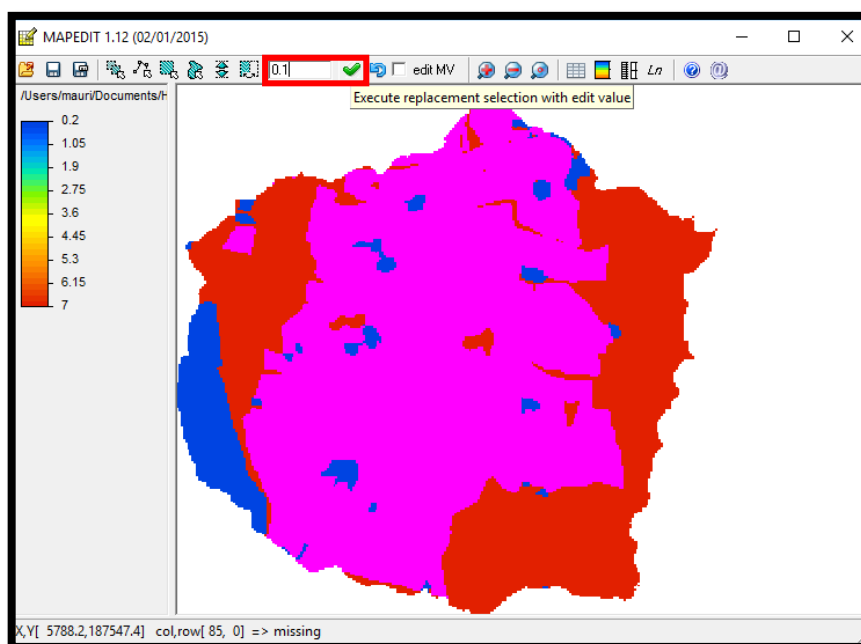 MAPEDIT 1.12 (02/01/2015)
0.1 edit MV Ln
Execute replacement selection with edit value
/Users/mauri/Documents/H
0.2
1.05
1.9
2.75
3.6
4.45
5.3
6.15
7
X,Y[ 5788.2,187547.4] col,row[ 85, 0] => missing